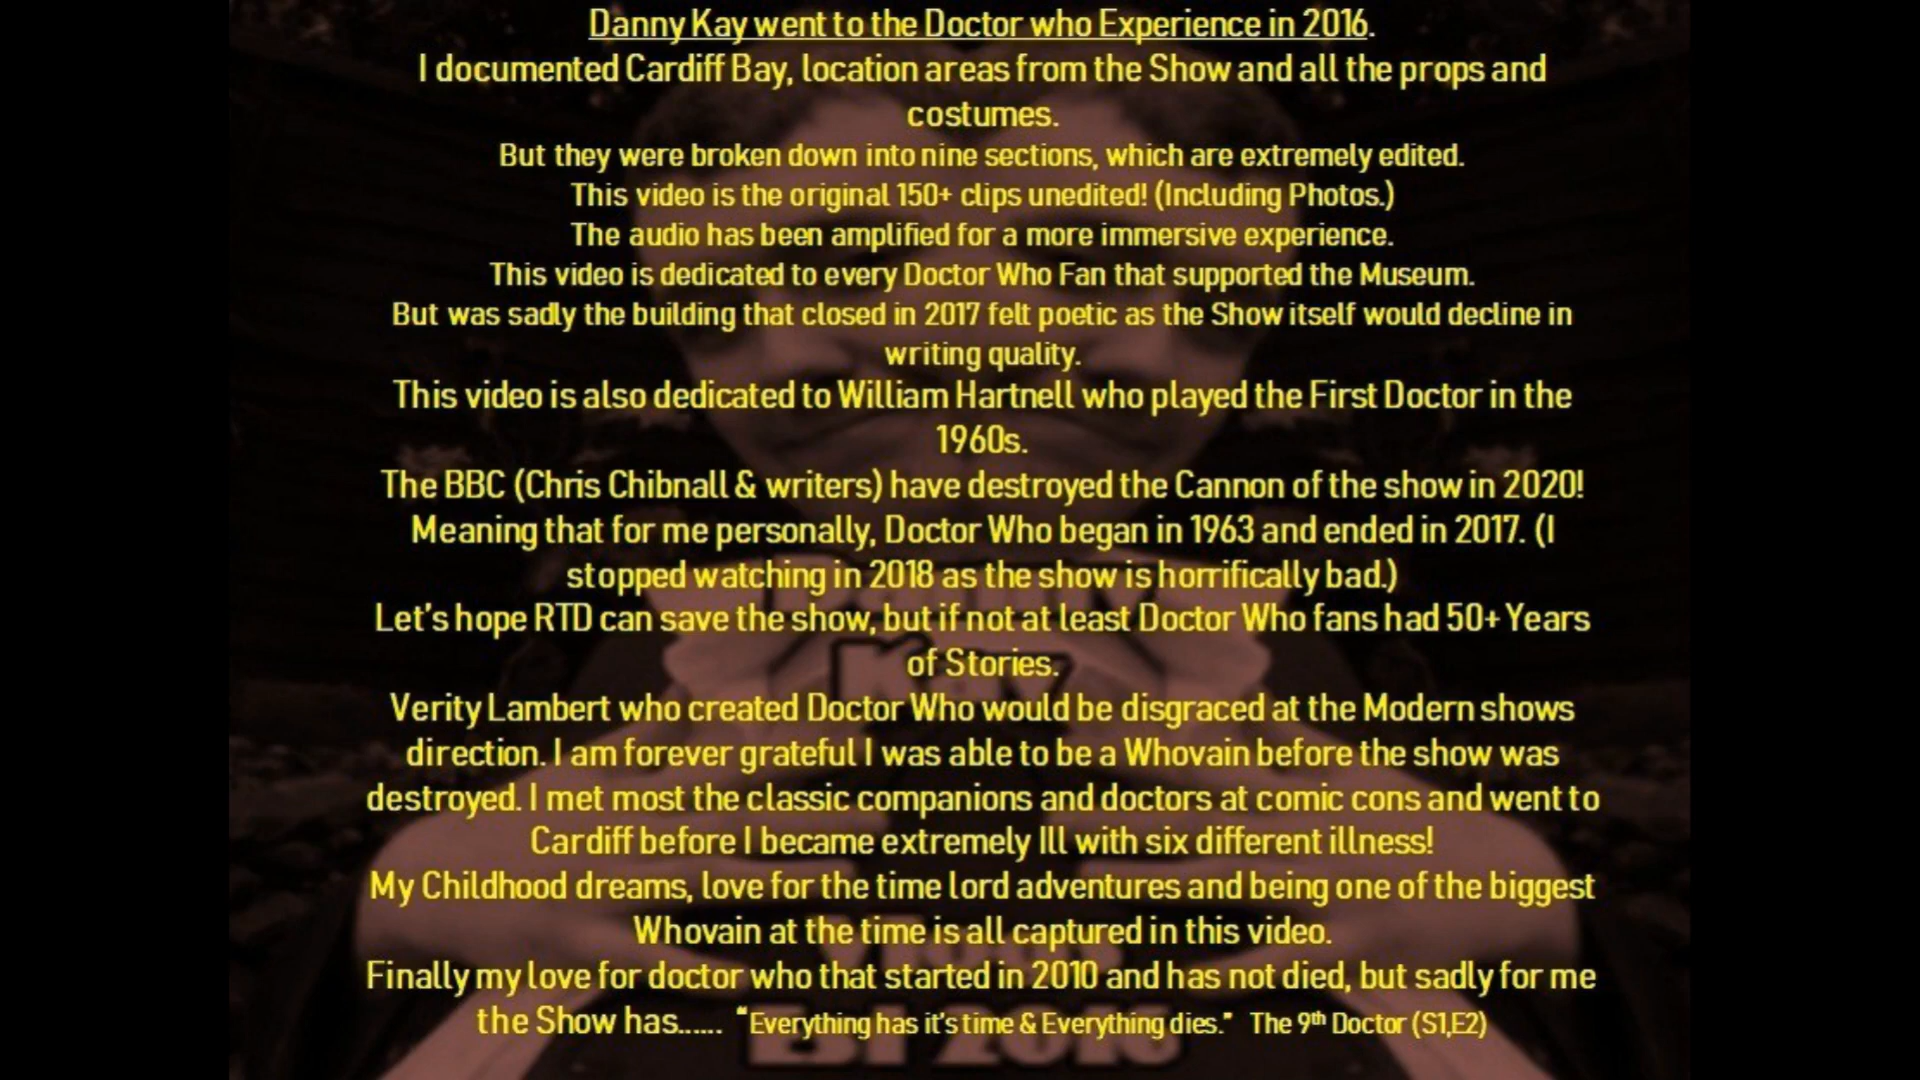 Danny Kay went to the Doctor who Experience in 2016.
I documented Cardiff Bay, location areas from the Show and all the props and
costumes.
But they were broken down into nine sections, which are extremely edited.
This video is the original 150+ clips unedited! (Including Photos.)
The audio has been amplified for a more immersive experience.
This video is dedicated to every Doctor Who Fan that supported the Museum.
But was sadly the building that closed in 2017 felt poetic as the Show itself would decline in
writing quality.
This video is also dedicated to William Hartnell who played the First Doctor in the
1960s.
The BBC (Chris Chibnall & writers) have destroyed the Cannon of the show in 2020!
Meaning that for me personally, Doctor Who began in 1963 and ended in 2017. (I
stopped watching in 2018 as the show is horrifically bad.)
Let's hope RTD can save the show, but if not at least Doctor Who fans had 50+ Years
of Stories.
Verity Lambert who created Doctor Who would be disgraced at the Modern shows
direction. I am forever grateful I was able to be a Whovain before the show was
destroyed. I met most the classic companions and doctors at comic cons and went to
Cardiff before I became extremely Ill with six different illness!
My Childhood dreams, love for the time lord adventures and being one of the biggest
Whovain at the time is all captured in this video.
Finally my love for doctor who that started in 2010 and has not died, but sadly for me
the Show has...... "Everything has it's time & Everything dies." The 9th Doctor (S1,E2)
Danny
Kay
Est 2016